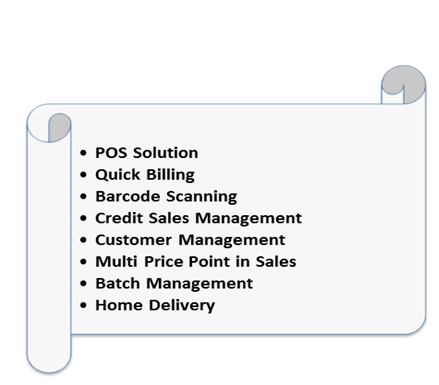 • POS Solution
• Quick Billing
• Barcode Scanning
• Credit Sales Management
• Customer Management
• Multi Price Point in Sales
• Batch Management
• Home Delivery